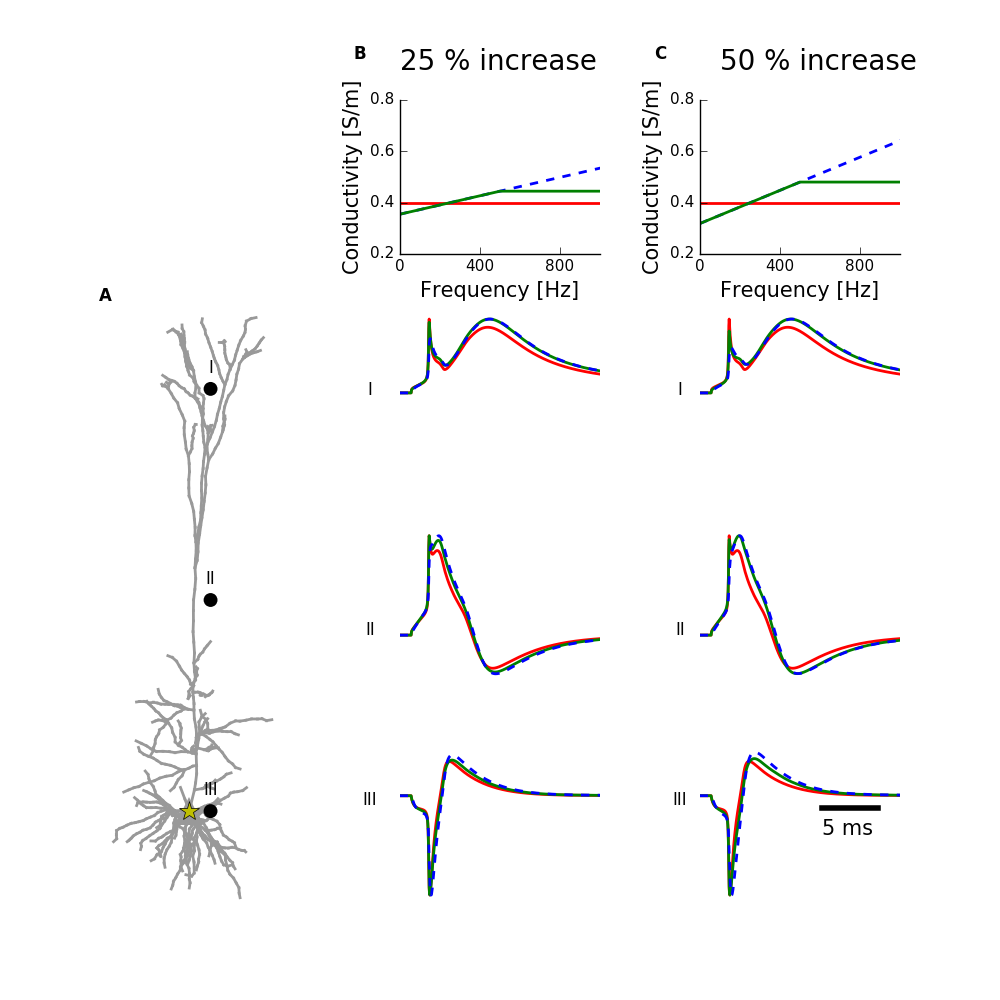 B 25 % increase
C 50 % increase
Conductivity [S/m]
0.8
0.6
0.4
0.2
0 400 800
Frequency [Hz]
Conductivity [S/m]
0.8
0.6
0.4
0.2
0 400 800
Frequency [Hz]
A
I
II
III
I
II
III
I
II
III
5 ms